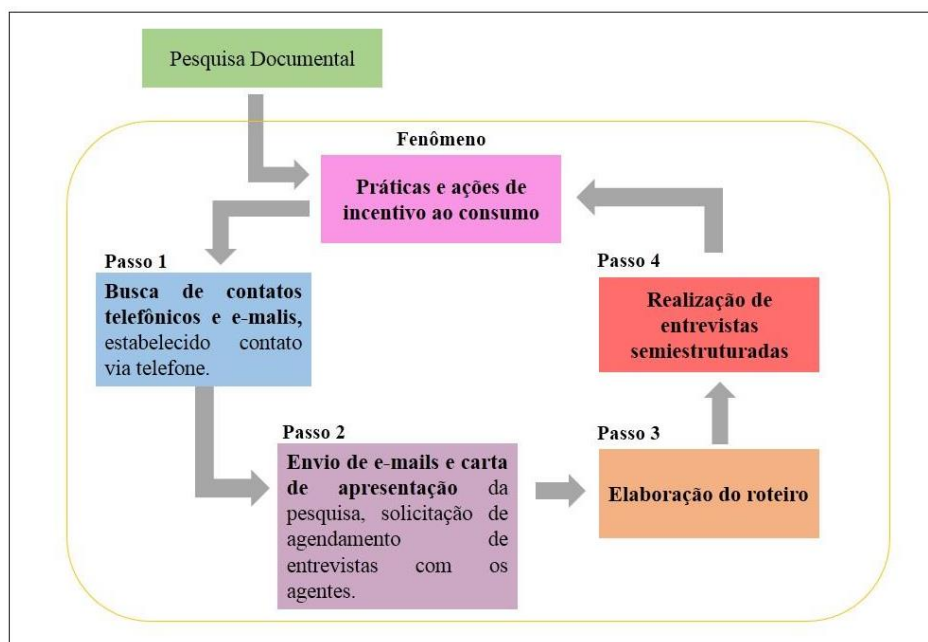 Pesquisa Documental
Fenômeno
Práticas e ações de
incentivo ao consumo
Passo 1
Busca de contatos
telefônicos e e-malis,
estabelecido contato
via telefone.
Passo 2
Envio de e-mails e carta
de apresentação da
pesquisa, solicitação de
agendamento de
entrevistas com os
agentes.
Passo 3
Elaboração do roteiro
Passo 4
Realização de
entrevistas
semiestruturadas